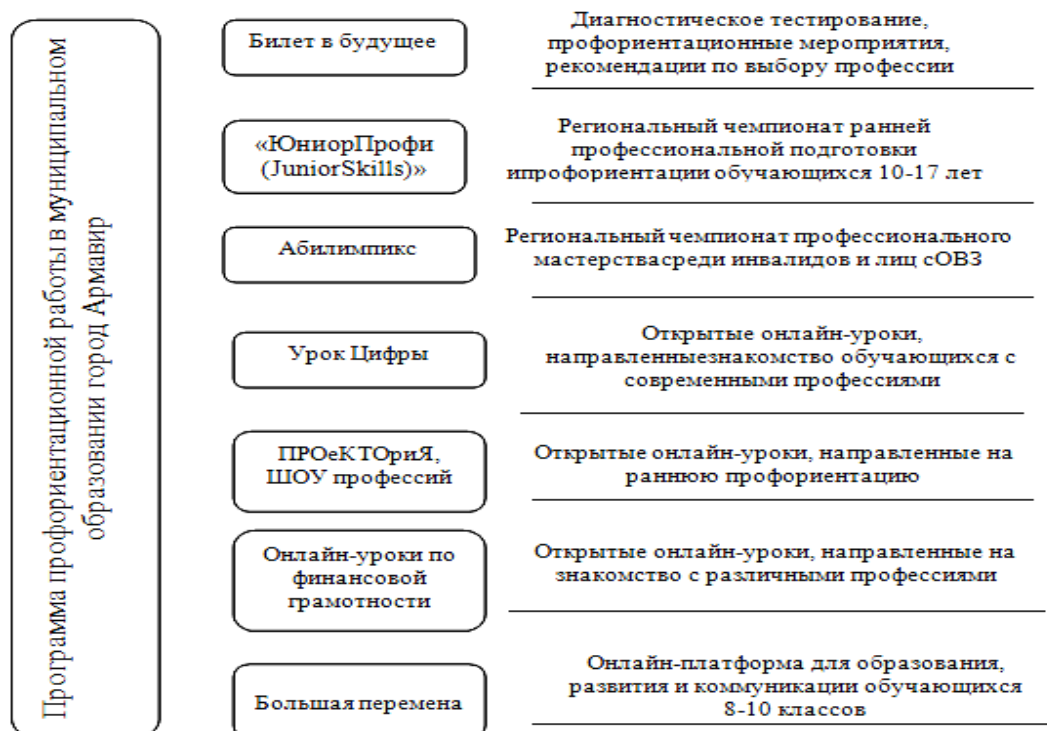 Программа профориентационной работы в муниципальном
образовании город Армавир
Билет в будущее
Диагностическое тестирование,
профориентационные мероприятия,
рекомендации по выбору профессии
«ЮниорПрофи
(JuniorSkills)»
Региональный чемпионат ранней
профессиональной подготовки
ипрофориентации обучающихся 10-17 лет
Абилимпикс
Региональный чемпионат профессионального
мастерствасреди инвалидов и лиц сОВЗ
Урок Цифры
Открытые онлайн-уроки,
направленныезнакомство обучающихся с
современными профессиями
ПРОеКТОриЯ,
ШОУ профессий
Открытые онлайн-уроки, направленные на
раннюю профориентацию
Онлайн-уроки по
финансовой
грамотности
Открытые онлайн-уроки, направленные на
знакомство с различными профессиями
Большая перемена
Онлайн-платформа для образования,
развития и коммуникации обучающихся
8-10 классов